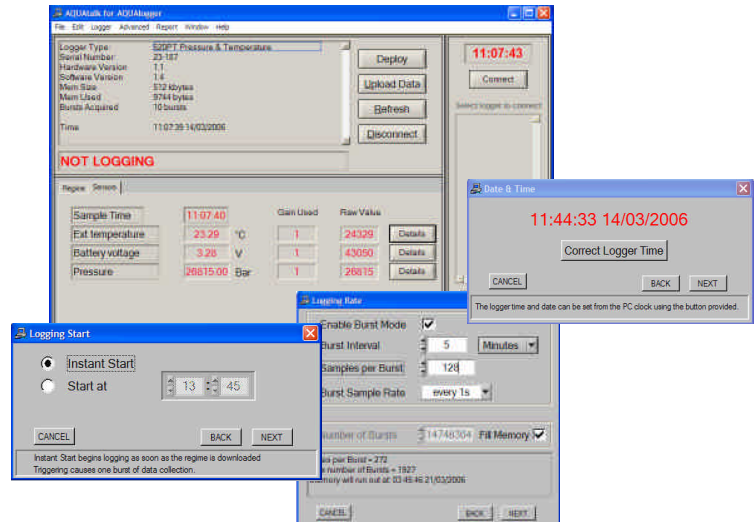 AQUAtalk for AQUAlogger
File Edit Logger Advanced Report Window Help
Logger Type 520PT Pressure & Temperature
Serial Number 23-187
Hardware Version 1.1
Software Version 1.4
Mem Size 512 kbytes
Mem Used 9744 bytes
Bursts Acquired 10 bursts
Time 11:07:39 14/03/2006
Deploy
Upload Data
Refresh
Disconnect
NOT LOGGING
11:07:43
Connect
Select logger to connect
Regime Sensors
Gain Used Raw Value
Sample Time 11:07:40
Ext temperature 23.29 °C 1 24329 Details
Battery voltage 3.28 V 1 43050 Details
Pressure 26815.00 Bar 1 26815 Details
Date & Time
11:44:33 14/03/2006
Correct Logger Time
CANCEL BACK NEXT
The logger time and date can be set from the PC clock using the button provided.
Logging Rate
Enable Burst Mode
Burst Interval 5 Minutes
Samples per Burst 128
Burst Sample Rate every 1s
Number of Bursts 14748364 Fill Memory
per Burst = 272
number of Bursts = 1927
will run out at: 03:45:46 21/03/2006
CANCEL BACK NEXT
Logging Start
Instant Start
Start at 13 : 45
CANCEL BACK NEXT
Instant Start begins logging as soon as the regime is downloaded
Triggering causes one burst of data collection.